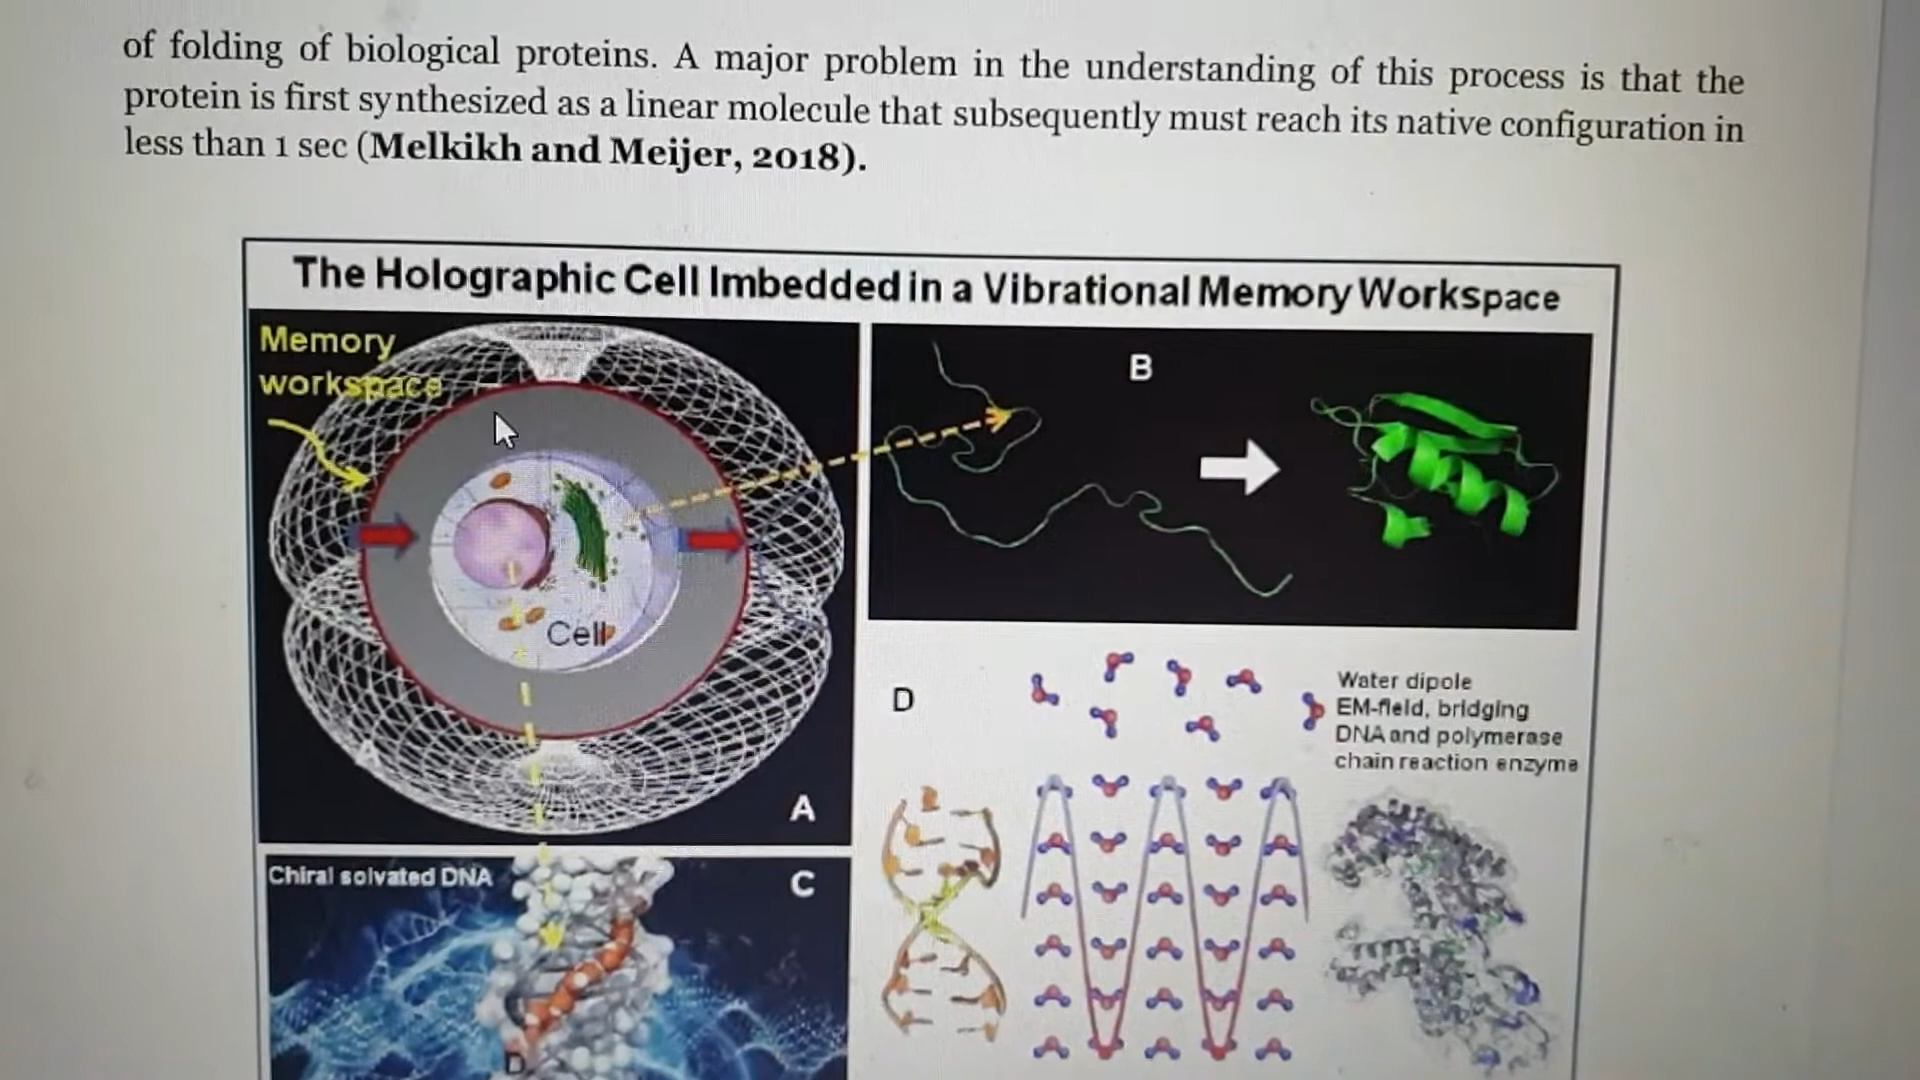 of folding of biological proteins. A major problem in the understanding of this process is that the
protein is first synthesized as a linear molecule that subsequently must reach its native configuration in
less than 1 sec (Melkikh and Meijer, 2018).
The Holographic Cell Imbedded in a Vibrational Memory Workspace
Memory
workspace
Cell
A
B
Chiral solvated DNA
C
D
D
Water dipole
EM-field, bridging
DNA and polymerase
chain reaction enzyme